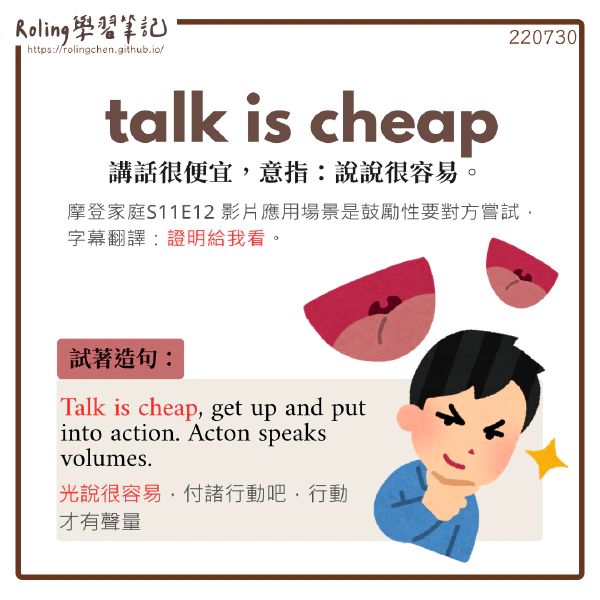 Roling學習筆記
https://rolingchen.github.io/
220730
talk is cheap
講話很便宜，意指：說說很容易。
摩登家庭S11E12 影片應用場景是鼓勵性要對方嘗試，
字幕翻譯：證明給我看。
試著造句：
Talk is cheap, get up and put
into action. Acton speaks
volumes.
光說很容易，付諸行動吧，行動
才有聲量